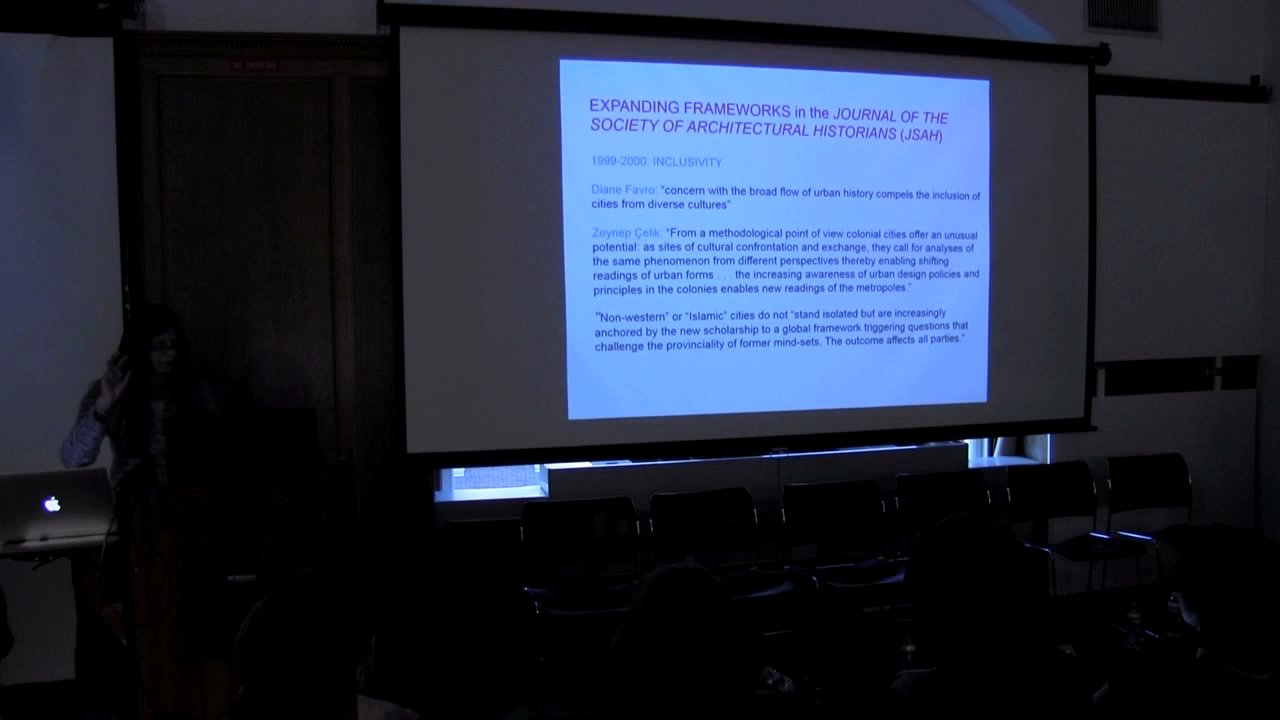 NO SMOKING
EXPANDING FRAMEWORKS in the JOURNAL OF THE
SOCIETY OF ARCHITECTURAL HISTORIANS (JSAH)
1999-2000: INCLUSIVITY
Diane Favro: "concern with the broad flow of urban history compels the inclusion of
cities from diverse cultures"
Zeynep Çelik: "From a methodological point of view colonial cities offer an unusual
potential: as sites of cultural confrontation and exchange, they call for analyses of
the same phenomenon from different perspectives thereby enabling shifting
readings of urban forms . . . the increasing awareness of urban design policies and
principles in the colonies enables new readings of the metropoles."
"Non-western" or "Islamic" cities do not "stand isolated but are increasingly
anchored by the new scholarship to a global framework triggering questions that
challenge the provinciality of former mind-sets. The outcome affects all parties."